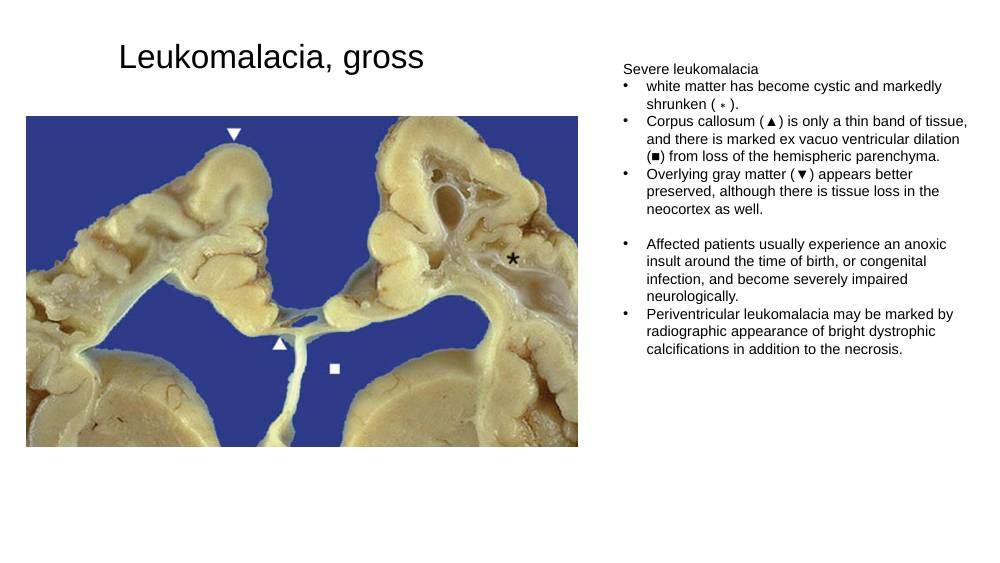 Leukomalacia, gross
Severe leukomalacia
• white matter has become cystic and markedly
shrunken ( * ).
• Corpus callosum (▲) is only a thin band of tissue,
and there is marked ex vacuo ventricular dilation
(■) from loss of the hemispheric parenchyma.
• Overlying gray matter (▼) appears better
preserved, although there is tissue loss in the
neocortex as well.
• Affected patients usually experience an anoxic
insult around the time of birth, or congenital
infection, and become severely impaired
neurologically.
• Periventricular leukomalacia may be marked by
radiographic appearance of bright dystrophic
calcifications in addition to the necrosis.